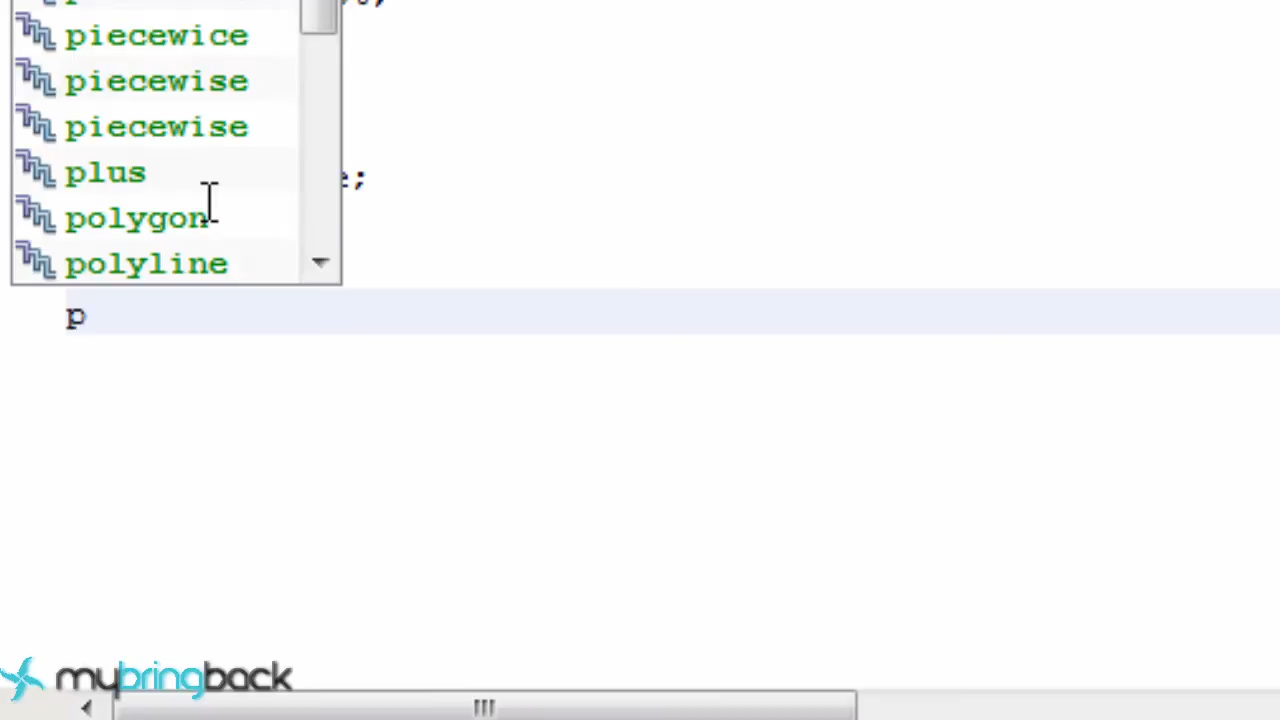 piecewice
piecewise
piecewise
plus
e;
polygon
polyline
p
mybringback